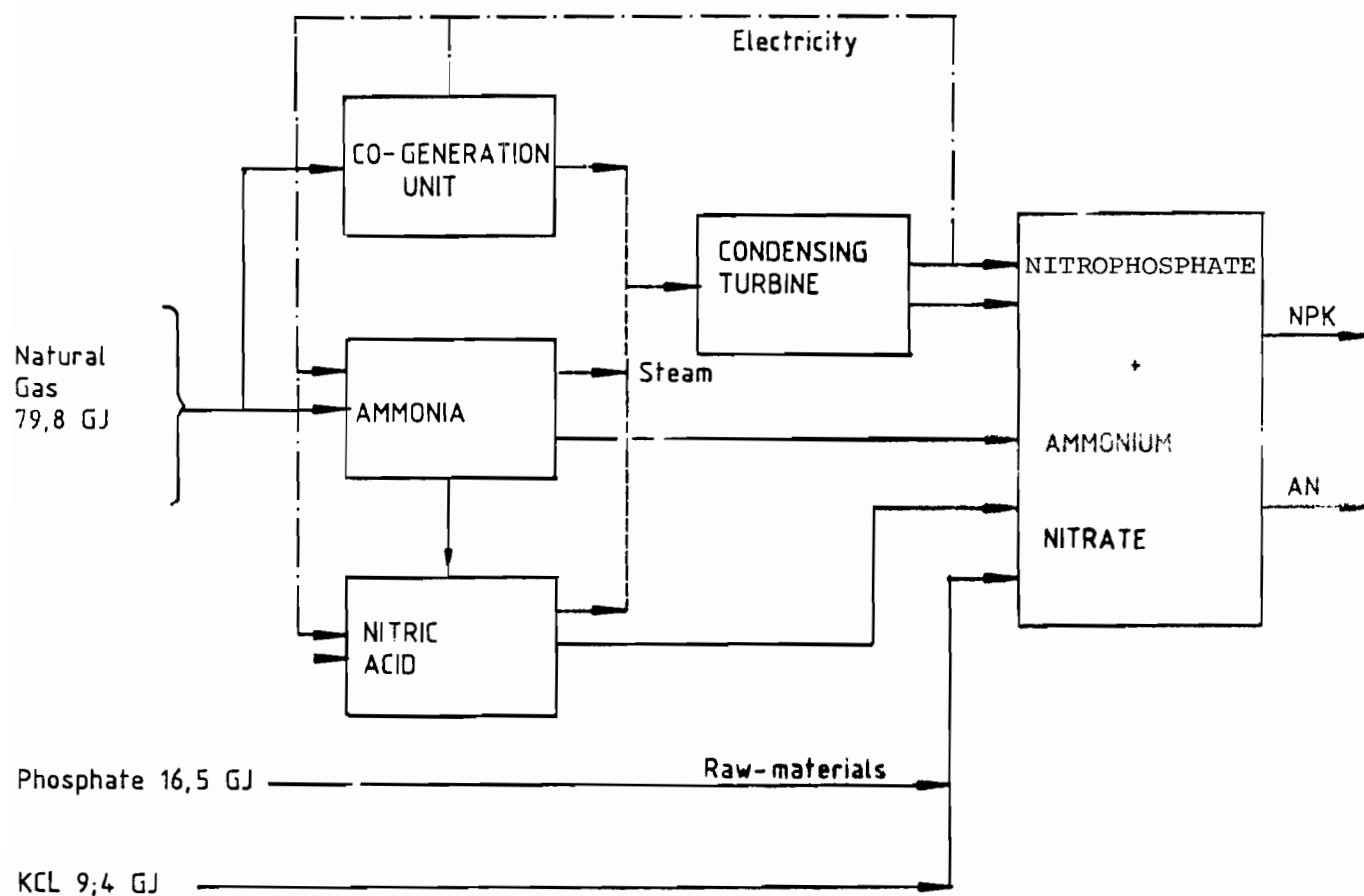 Electricity
CO-GENERATION
UNIT
CONDENSING
TURBINE
NITROPHOSPHATE
NPK
Natural
Gas
79,8 GJ
Steam
+
AMMONIA
AMMONIUM
AN
NITRATE
NITRIC
ACID
Phosphate 16,5 GJ
Raw-materials
KCL 9;4 GJ